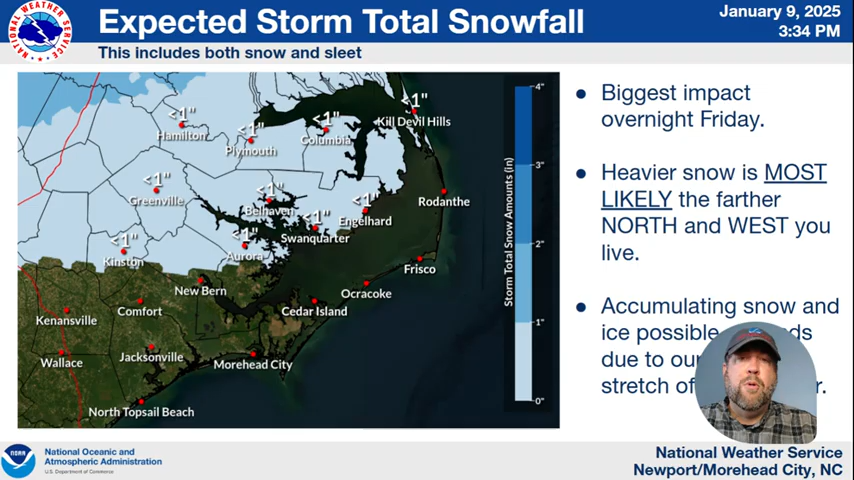 NATIONAL WEATHER SERVICE
Expected Storm Total Snowfall
January 9, 2025
3:34 PM
This includes both snow and sleet
<1"
Hamilton
<1"
Plymouth
<1"
Columbia
<1"
Kill Devil Hills
<1"
Greenville
<1"
Belhaven
<1"
Swanquarter
<1"
Engelhard
Rodanthe
<1"
Kinston
<1"
Aurora
New Bern
Frisco
Ocracoke
Kenansville
Comfort
Cedar Island
Wallace
Jacksonville
Morehead City
North Topsail Beach
Storm Total Snow Amounts (in)
4"
3"
2"
1"
0"
• Biggest impact
overnight Friday.
• Heavier snow is MOST
LIKELY the farther
NORTH and WEST you
live.
• Accumulating snow and
ice possible
due to our
stretch of
NOAA
National Oceanic and
Atmospheric Administration
U.S. Department of Commerce
National Weather Service
Newport/Morehead City, NC